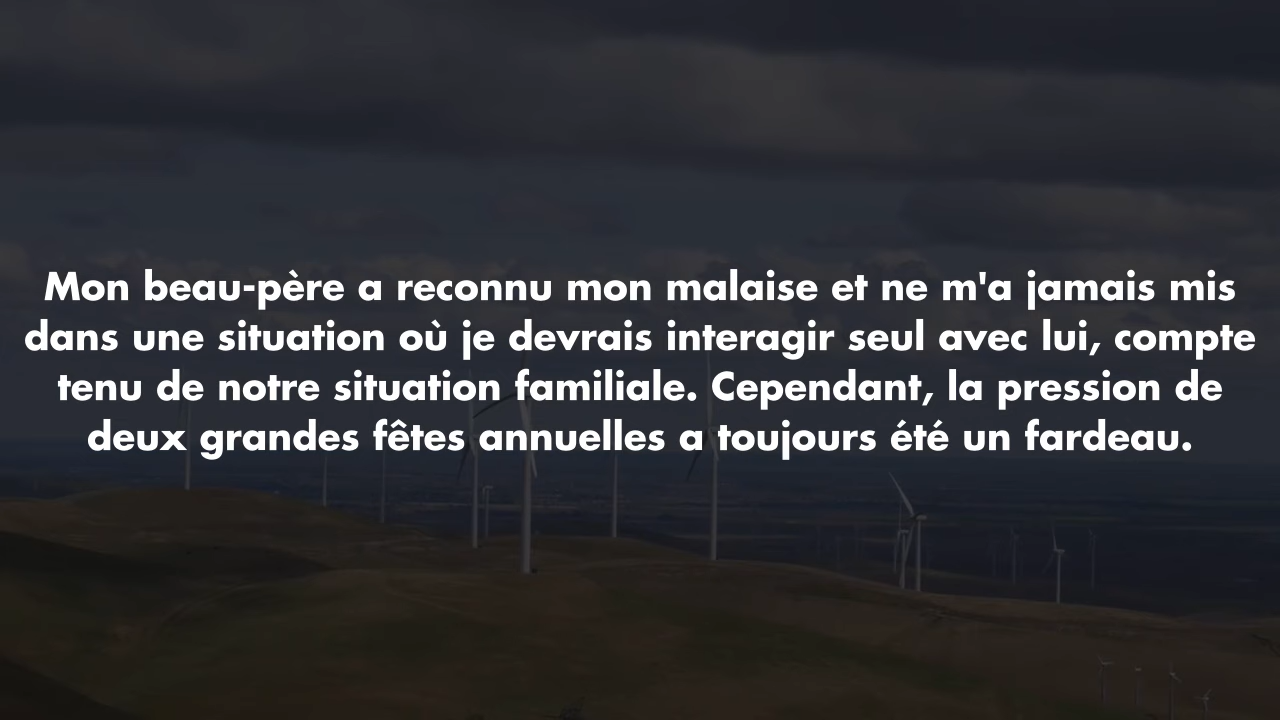 Mon beau-père a reconnu mon malaise et ne m'a jamais mis
dans une situation où je devrais interagir seul avec lui, compte
tenu de notre situation familiale. Cependant, la pression de
deux grandes fêtes annuelles a toujours été un fardeau.